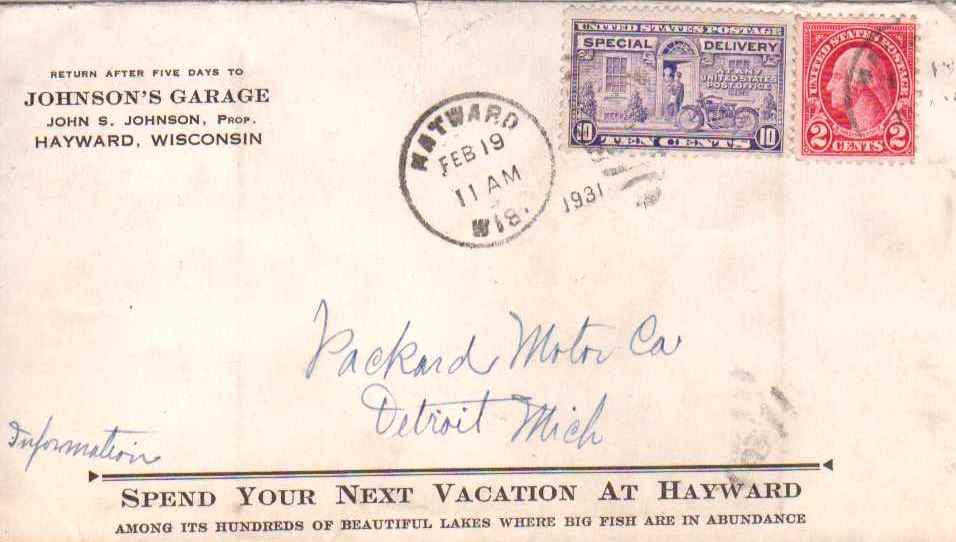 RETURN AFTER FIVE DAYS TO
JOHNSON'S GARAGE
JOHN S. JOHNSON, PROP.
HAYWARD, WISCONSIN
HAYWARD
FEB 19
11 AM
WIS.
1931
UNITED STATES POSTAGE
SPECIAL DELIVERY
AT ANY
UNITED STATES
POST OFFICE
10 10
TEN CENTS
UNITED STATES POSTAGE
2 2
CENTS
Packard Motor Co
Detroit Mich
Information
SPEND YOUR NEXT VACATION AT HAYWARD
AMONG ITS HUNDREDS OF BEAUTIFUL LAKES WHERE BIG FISH ARE IN ABUNDANCE